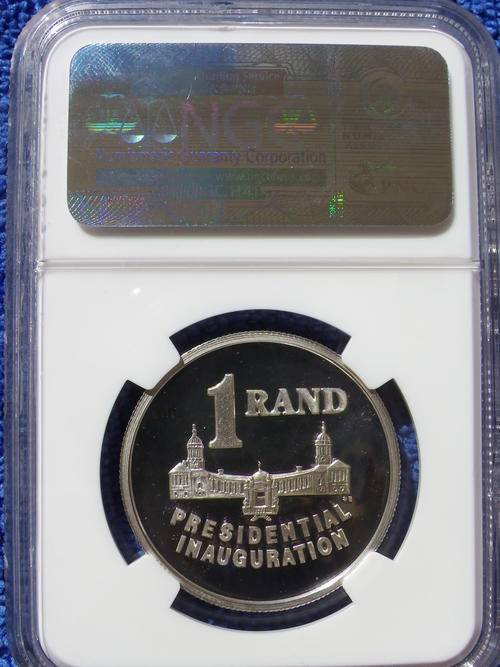 NGC
Numismatic Guaranty Corporation
1 RAND
PRESIDENTIAL
INAUGURATION